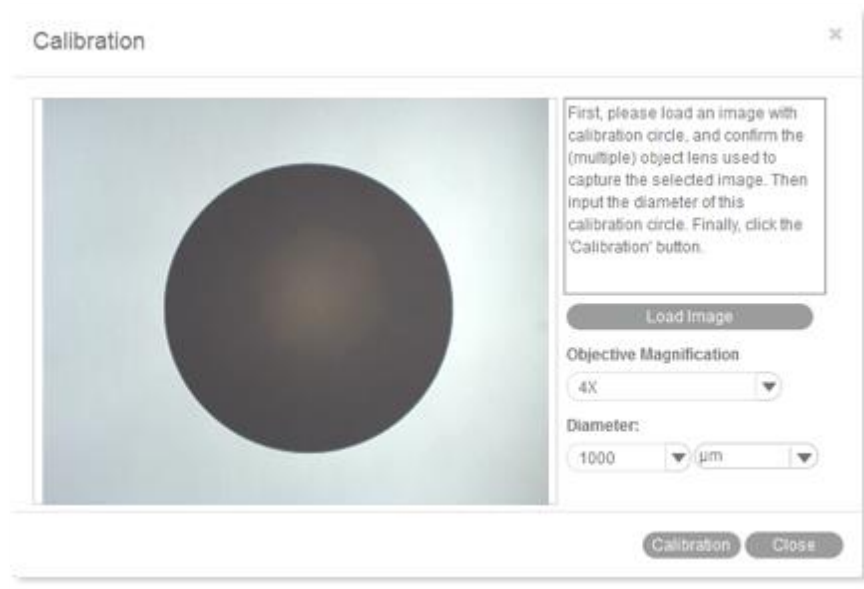 Calibration
First, please load an image with
calibration circle, and confirm the
(multiple) object lens used to
capture the selected image. Then
input the diameter of this
calibration circle. Finally, click the
'Calibration' button.
Load Image
Objective Magnification
4X
Diameter:
1000 μm
Calibration Close